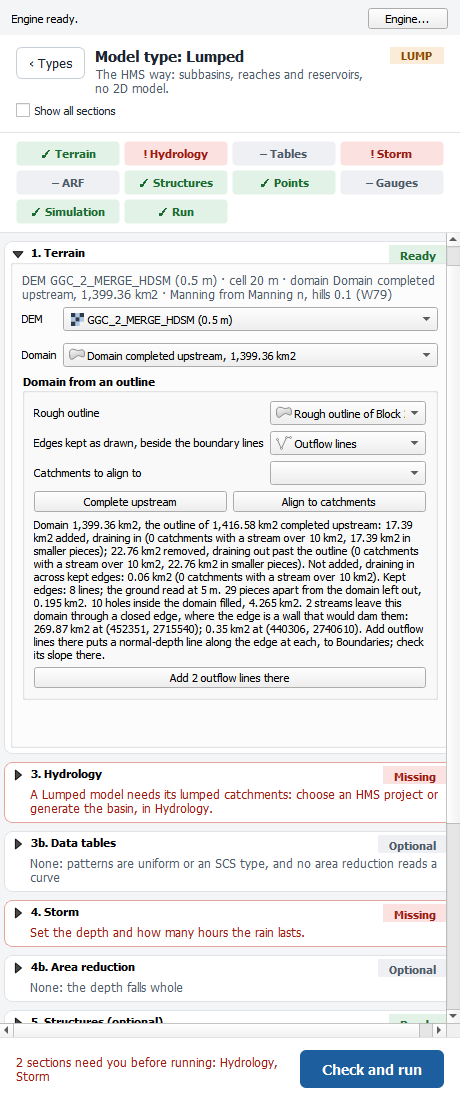 Engine ready.
Engine...
‹ Types
Model type: Lumped
LUMP
The HMS way: subbasins, reaches and reservoirs,
no 2D model.
Show all sections
✓ Terrain
! Hydrology
– Tables
! Storm
– ARF
✓ Structures
✓ Points
– Gauges
✓ Simulation
✓ Run
1. Terrain
Ready
DEM GGC_2_MERGE_HDSM (0.5 m) · cell 20 m · domain Domain completed
upstream, 1,399.36 km2 · Manning from Manning n, hills 0.1 (W79)
DEM
GGC_2_MERGE_HDSM (0.5 m)
Domain
Domain completed upstream, 1,399.36 km2
Domain from an outline
Rough outline
Rough outline of Block
Edges kept as drawn, beside the boundary lines
Outflow lines
Catchments to align to
Complete upstream
Align to catchments
Domain 1,399.36 km2, the outline of 1,416.58 km2 completed upstream: 17.39
km2 added, draining in (0 catchments with a stream over 10 km2, 17.39 km2 in
smaller pieces); 22.76 km2 removed, draining out past the outline (0 catchments
with a stream over 10 km2, 22.76 km2 in smaller pieces). Not added, draining in
across kept edges: 0.06 km2 (0 catchments with a stream over 10 km2). Kept
edges: 8 lines; the ground read at 5 m. 29 pieces apart from the domain left out,
0.195 km2. 10 holes inside the domain filled, 4.265 km2. 2 streams leave this
domain through a closed edge, where the edge is a wall that would dam them:
269.87 km2 at (452351, 2715540); 0.35 km2 at (440306, 2740610). Add outflow
lines there puts a normal-depth line along the edge at each, to Boundaries; check
its slope there.
Add 2 outflow lines there
3. Hydrology
Missing
A Lumped model needs its lumped catchments: choose an HMS project or
generate the basin, in Hydrology.
3b. Data tables
Optional
None: patterns are uniform or an SCS type, and no area reduction reads a
curve
4. Storm
Missing
Set the depth and how many hours the rain lasts.
4b. Area reduction
Optional
None: the depth falls whole
5. Structures (optional)
Ready
2 sections need you before running: Hydrology,
Storm
Check and run